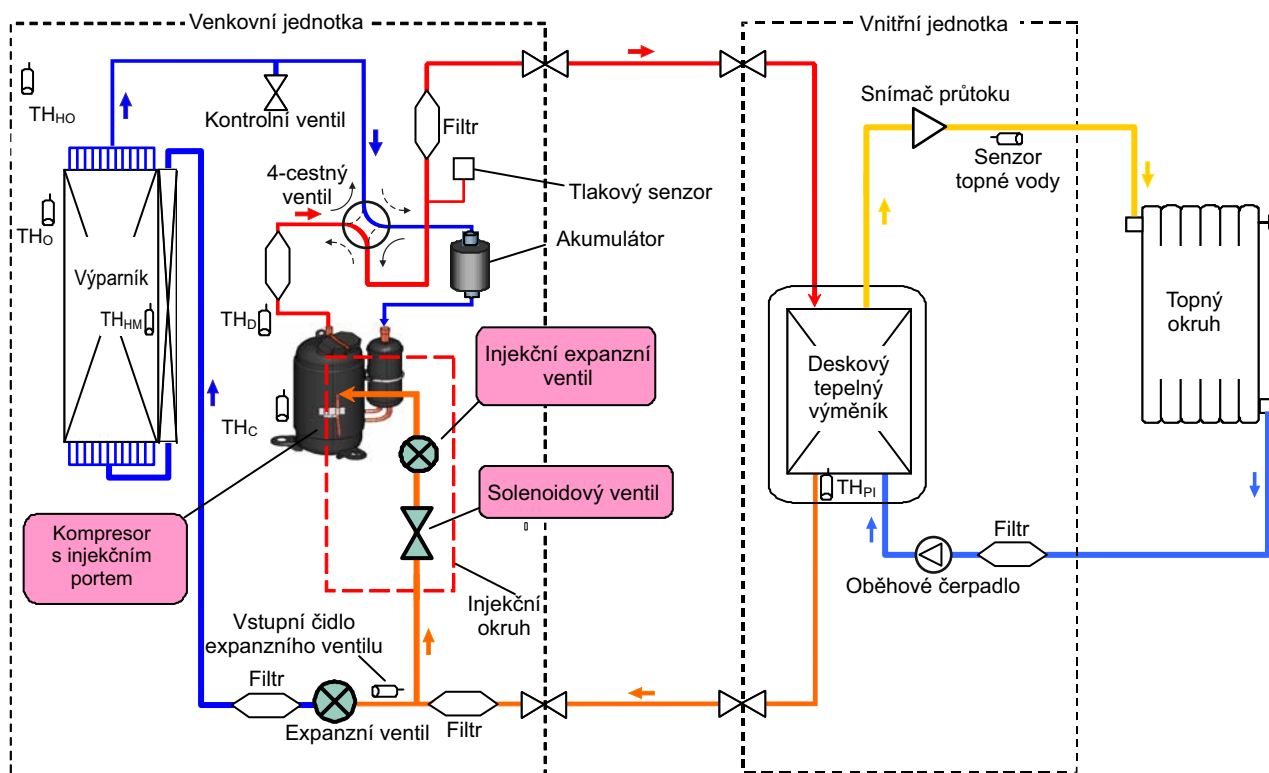 Venkovní jednotka
Vnitřní jednotka
TH_HO
Kontrolní ventil
Filtr
Snímač průtoku
Senzor
topné vody
4-cestný
ventil
Tlakový senzor
TH_O
Akumulátor
Výparník
TH_HM
TH_D
Injekční expanzní
ventil
Deskový
tepelný
výměník
Topný
okruh
TH_C
Solenoidový ventil
TH_PI
Kompresor
s injekčním
portem
Filtr
Oběhové čerpadlo
Injekční
okruh
Vstupní čidlo
expanzního ventilu
Filtr
Expanzní ventil
Filtr